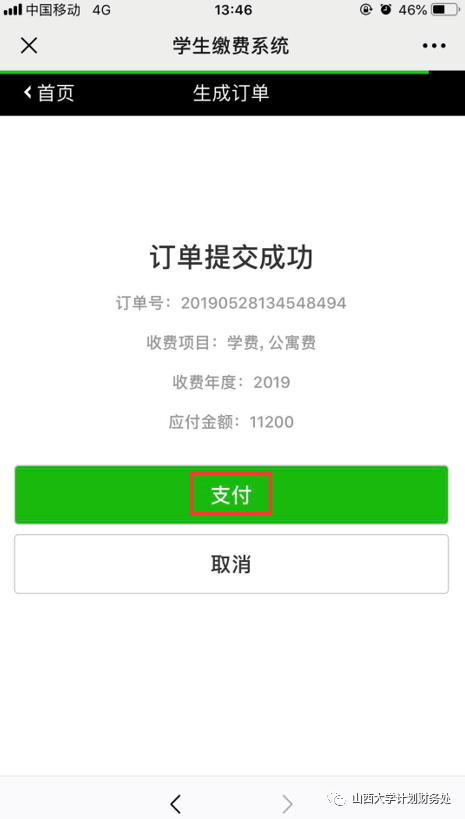 中国移动 4G 13:46 46%
学生缴费系统
首页 生成订单
订单提交成功
订单号：20190528134548494
收费项目：学费, 公寓费
收费年度：2019
应付金额：11200
支付
取消
山西大学计划财务处